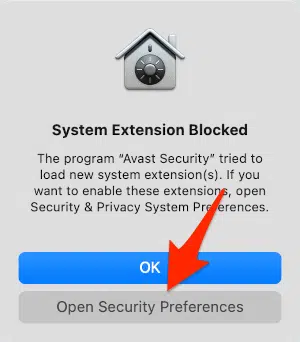 System Extension Blocked
The program “Avast Security” tried to
load new system extension(s). If you
want to enable these extensions, open
Security & Privacy System Preferences.
OK
Open Security Preferences